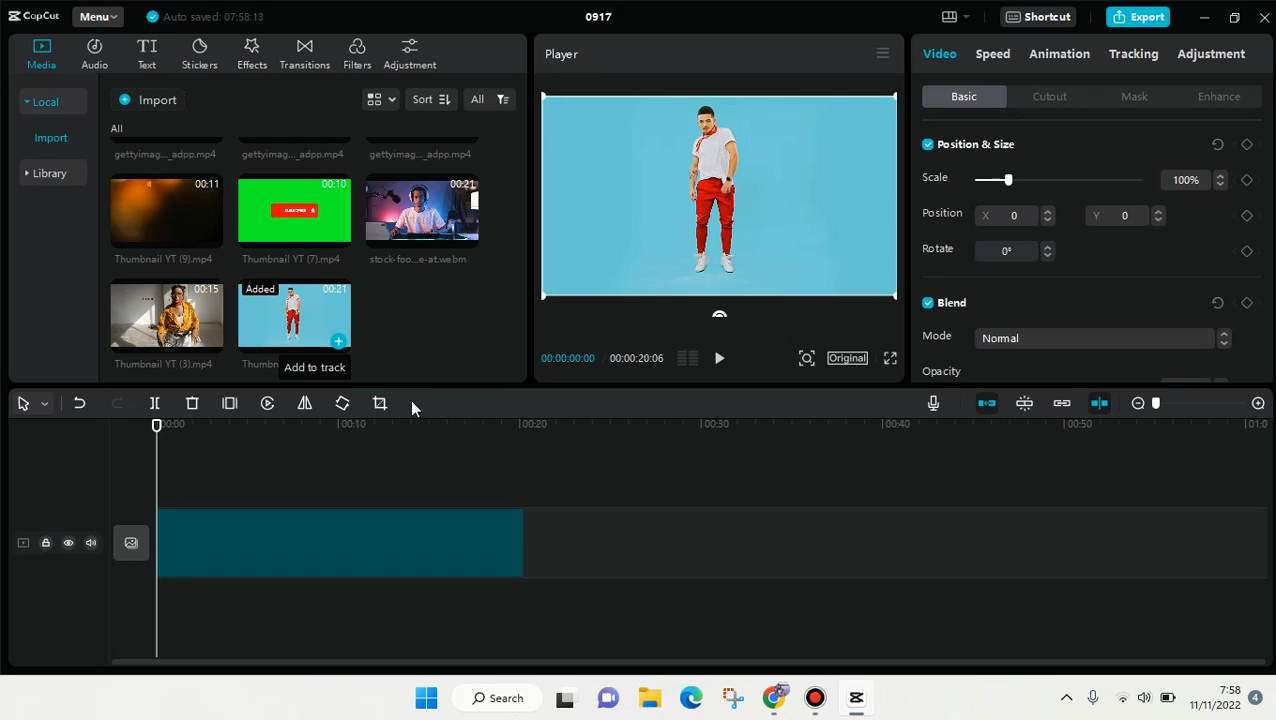 CapCut Menu Auto saved: 07:58:13 0917 Shortcut Export
Media Audio Text Stickers Effects Transitions Filters Adjustment
Local
Import
Library
Import Sort All
All
gettyimag..._adpp.mp4 gettyimag..._adpp.mp4 gettyimag..._adpp.mp4
00:11 00:10 00:21
SUBSCRIBE
Thumbnail YT (9).mp4 Thumbnail YT (7).mp4 stock-foo...e-at.webm
00:15 Added 00:21
Thumbnail YT (3).mp4
Add to track
Player
00:00:00:00 00:00:20:06 Original
Video Speed Animation Tracking Adjustment
Basic Cutout Mask Enhance
Position & Size
Scale 100%
Position X 0 Y 0
Rotate 0°
Blend
Mode Normal
Opacity
00:00 00:10 00:20 00:30 00:40 00:50 01:0
Search 7:58
11/11/2022 4